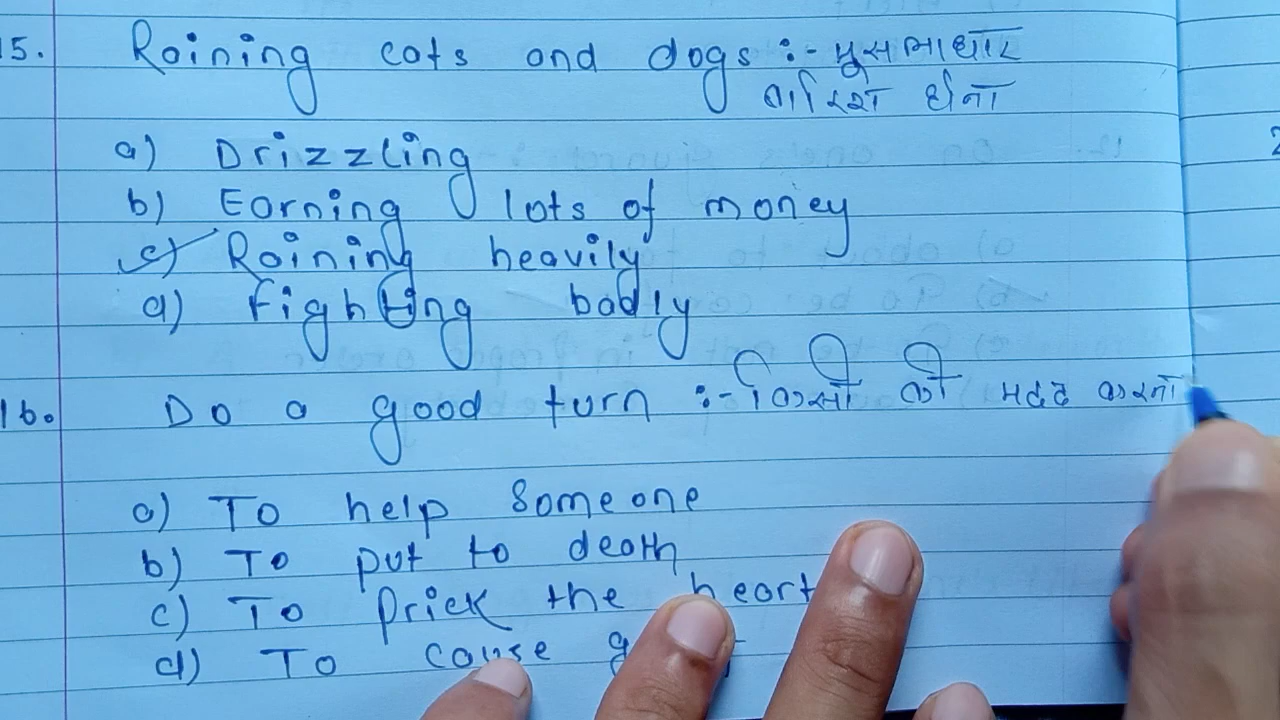 15. Raining cats and dogs :- मुसलाधार
बारिश होना
a) Drizzling
b) Earning lots of money
c) Raining heavily
d) Fighting badly
16. Do a good turn :- किसी की मदद करना
a) To help someone
b) To put to death
c) To prick the heart
d) To cause
2